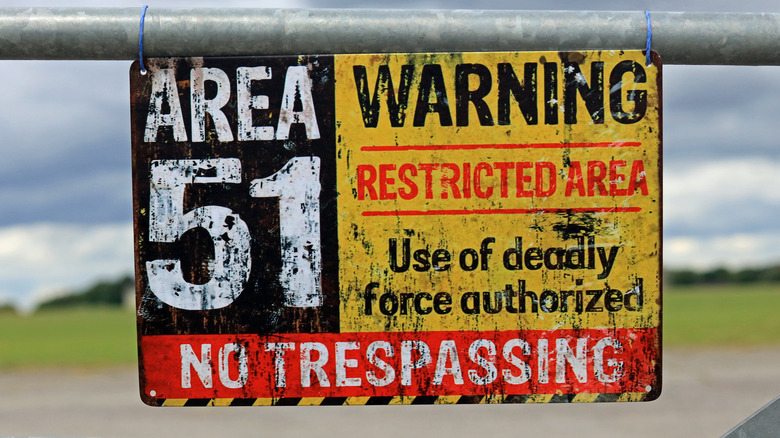 AREA
51
WARNING
RESTRICTED AREA
Use of deadly
force authorized
NO TRESPASSING